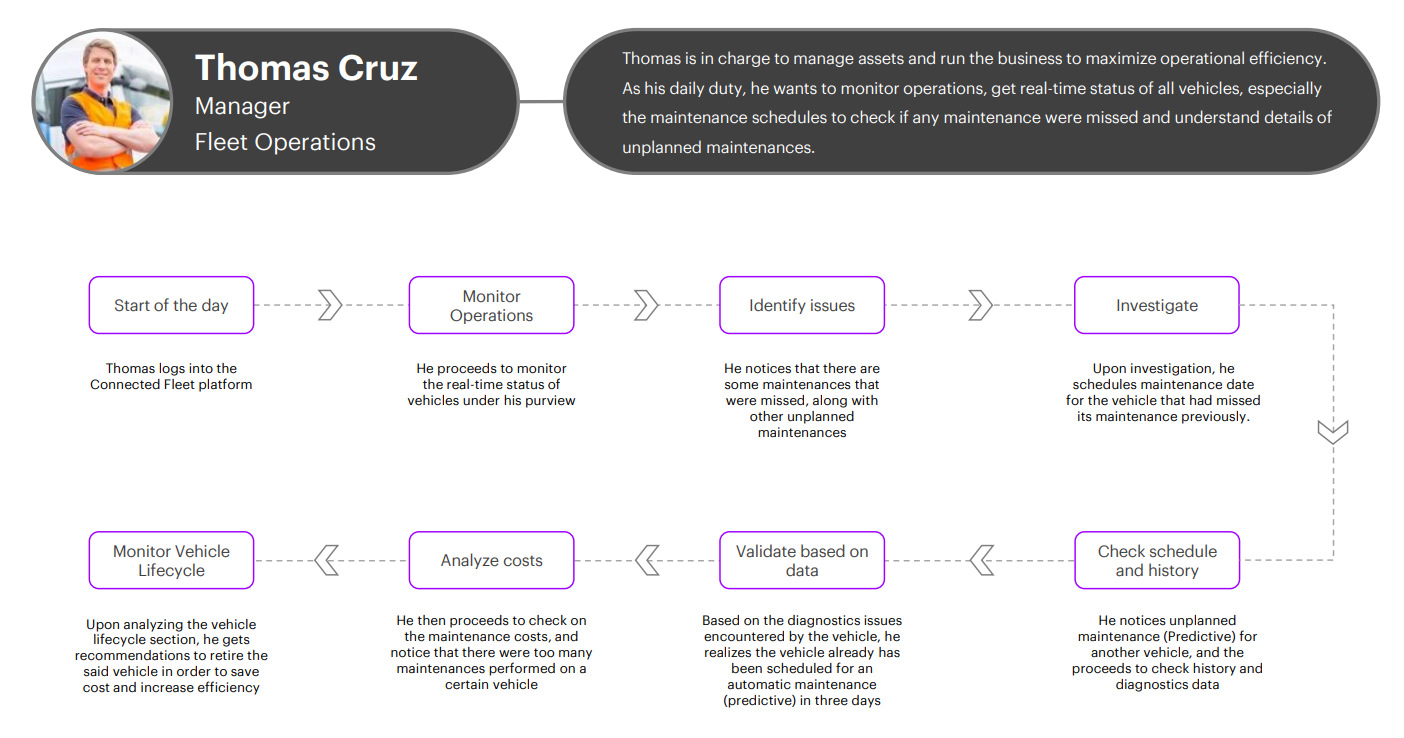 Thomas Cruz
Manager
Fleet Operations
Thomas is in charge to manage assets and run the business to maximize operational efficiency.
As his daily duty, he wants to monitor operations, get real-time status of all vehicles, especially
the maintenance schedules to check if any maintenance were missed and understand details of
unplanned maintenances.
Start of the day
Thomas logs into the
Connected Fleet platform
Monitor
Operations
He proceeds to monitor
the real-time status of
vehicles under his purview
Identify issues
He notices that there are
some maintenances that
were missed, along with
other unplanned
maintenances
Investigate
Upon investigation, he
schedules maintenance date
for the vehicle that had missed
its maintenance previously.
Check schedule
and history
He notices unplanned
maintenance (Predictive) for
another vehicle, and the
proceeds to check history and
diagnostics data
Validate based on
data
Based on the diagnostics issues
encountered by the vehicle, he
realizes the vehicle already has
been scheduled for an
automatic maintenance
(predictive) in three days
Analyze costs
He then proceeds to check on
the maintenance costs, and
notice that there were too many
maintenances performed on a
certain vehicle
Monitor Vehicle
Lifecycle
Upon analyzing the vehicle
lifecycle section, he gets
recommendations to retire the
said vehicle in order to save
cost and increase efficiency